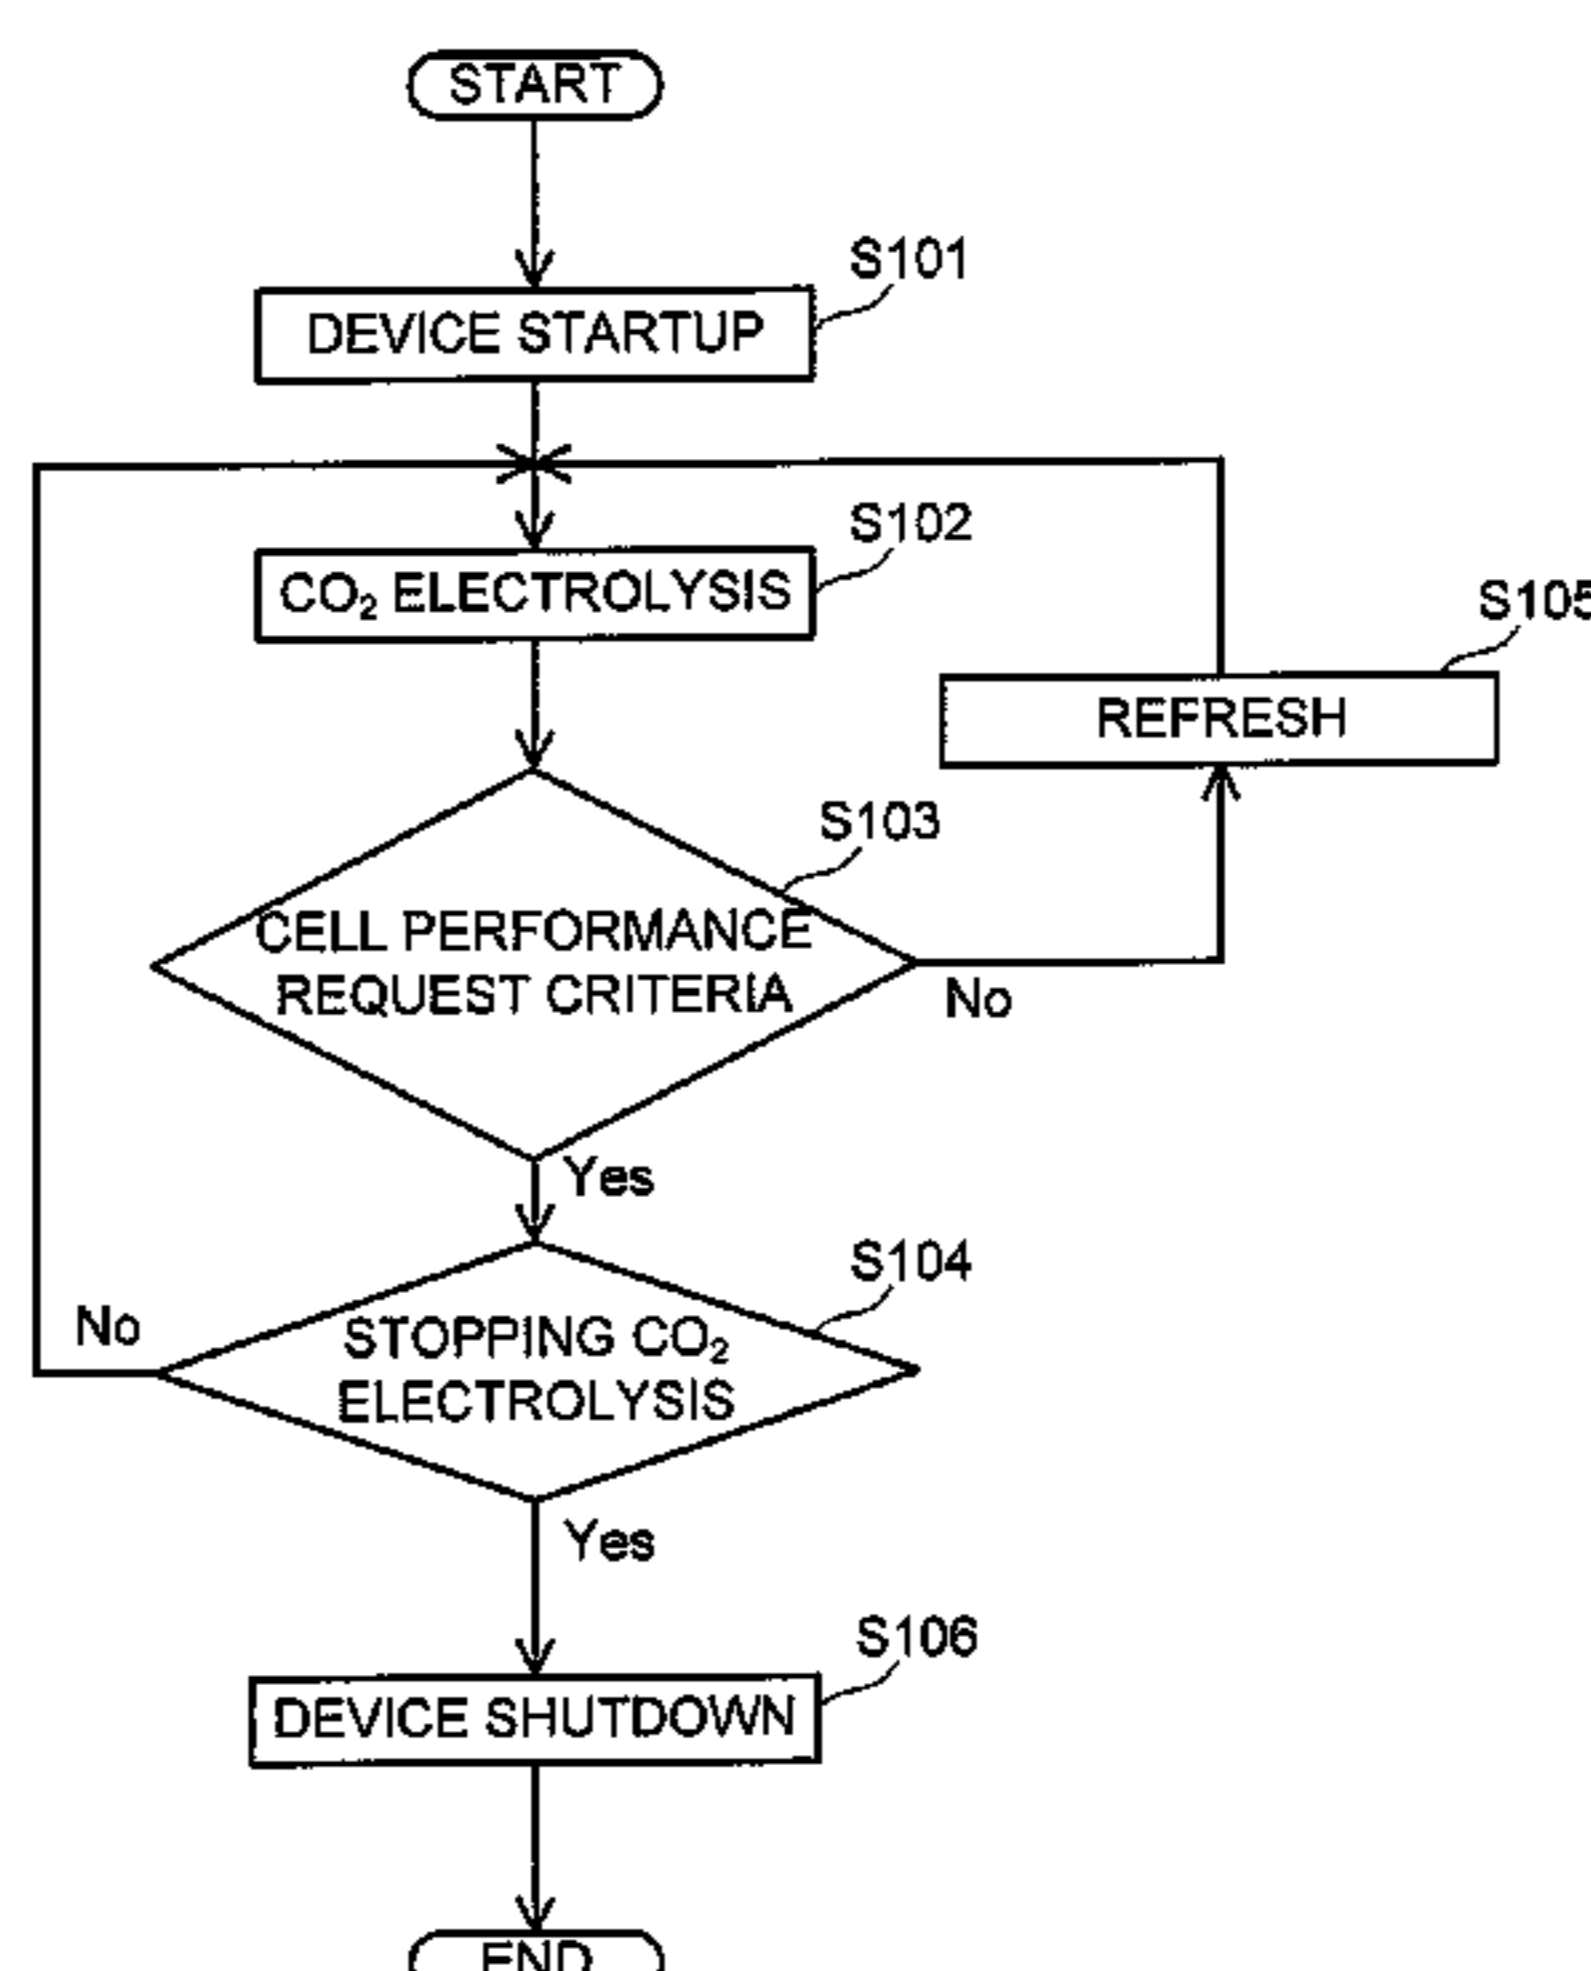 START
S101
DEVICE STARTUP
S102
CO₂ ELECTROLYSIS
S105
REFRESH
S103
CELL PERFORMANCE
REQUEST CRITERIA
No
Yes
S104
No
STOPPING CO₂
ELECTROLYSIS
Yes
S106
DEVICE SHUTDOWN
END